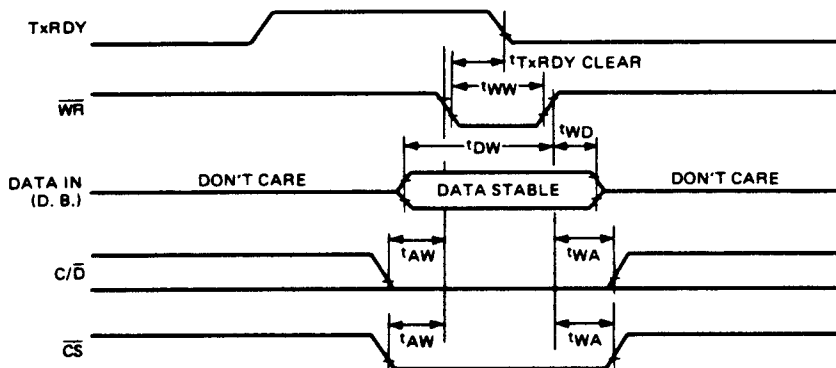 TxRDY
tTxRDY CLEAR
tWW
WR
tDW
tWD
DATA IN
(D. B.)
DON'T CARE
DATA STABLE
DON'T CARE
tAW
tWA
C/D
tAW
tWA
CS